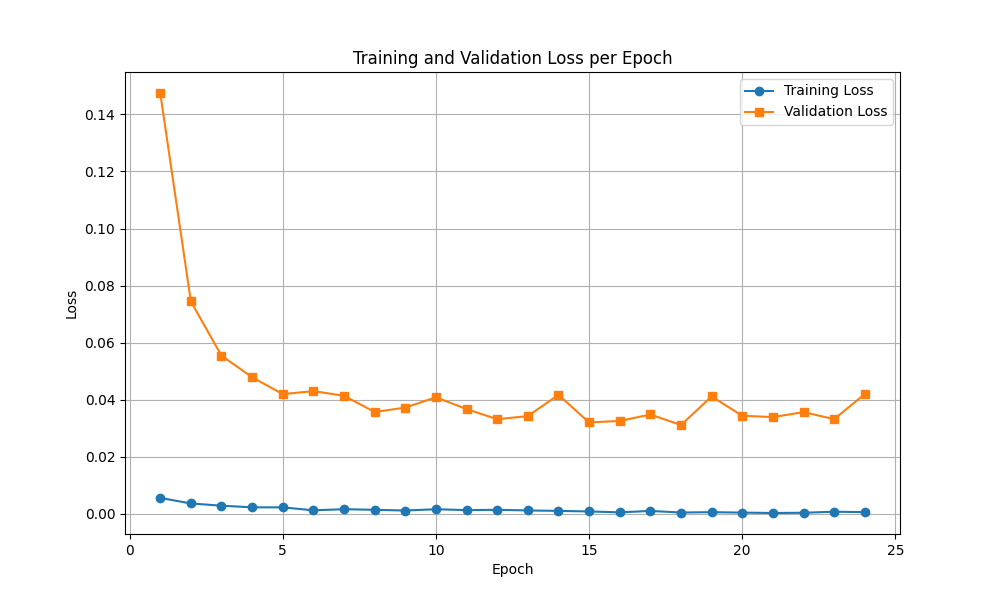 Training and Validation Loss per Epoch
Training Loss
Validation Loss
0.14
0.12
0.10
0.08
0.06
0.04
0.02
0.00
Loss
0 5 10 15 20 25
Epoch